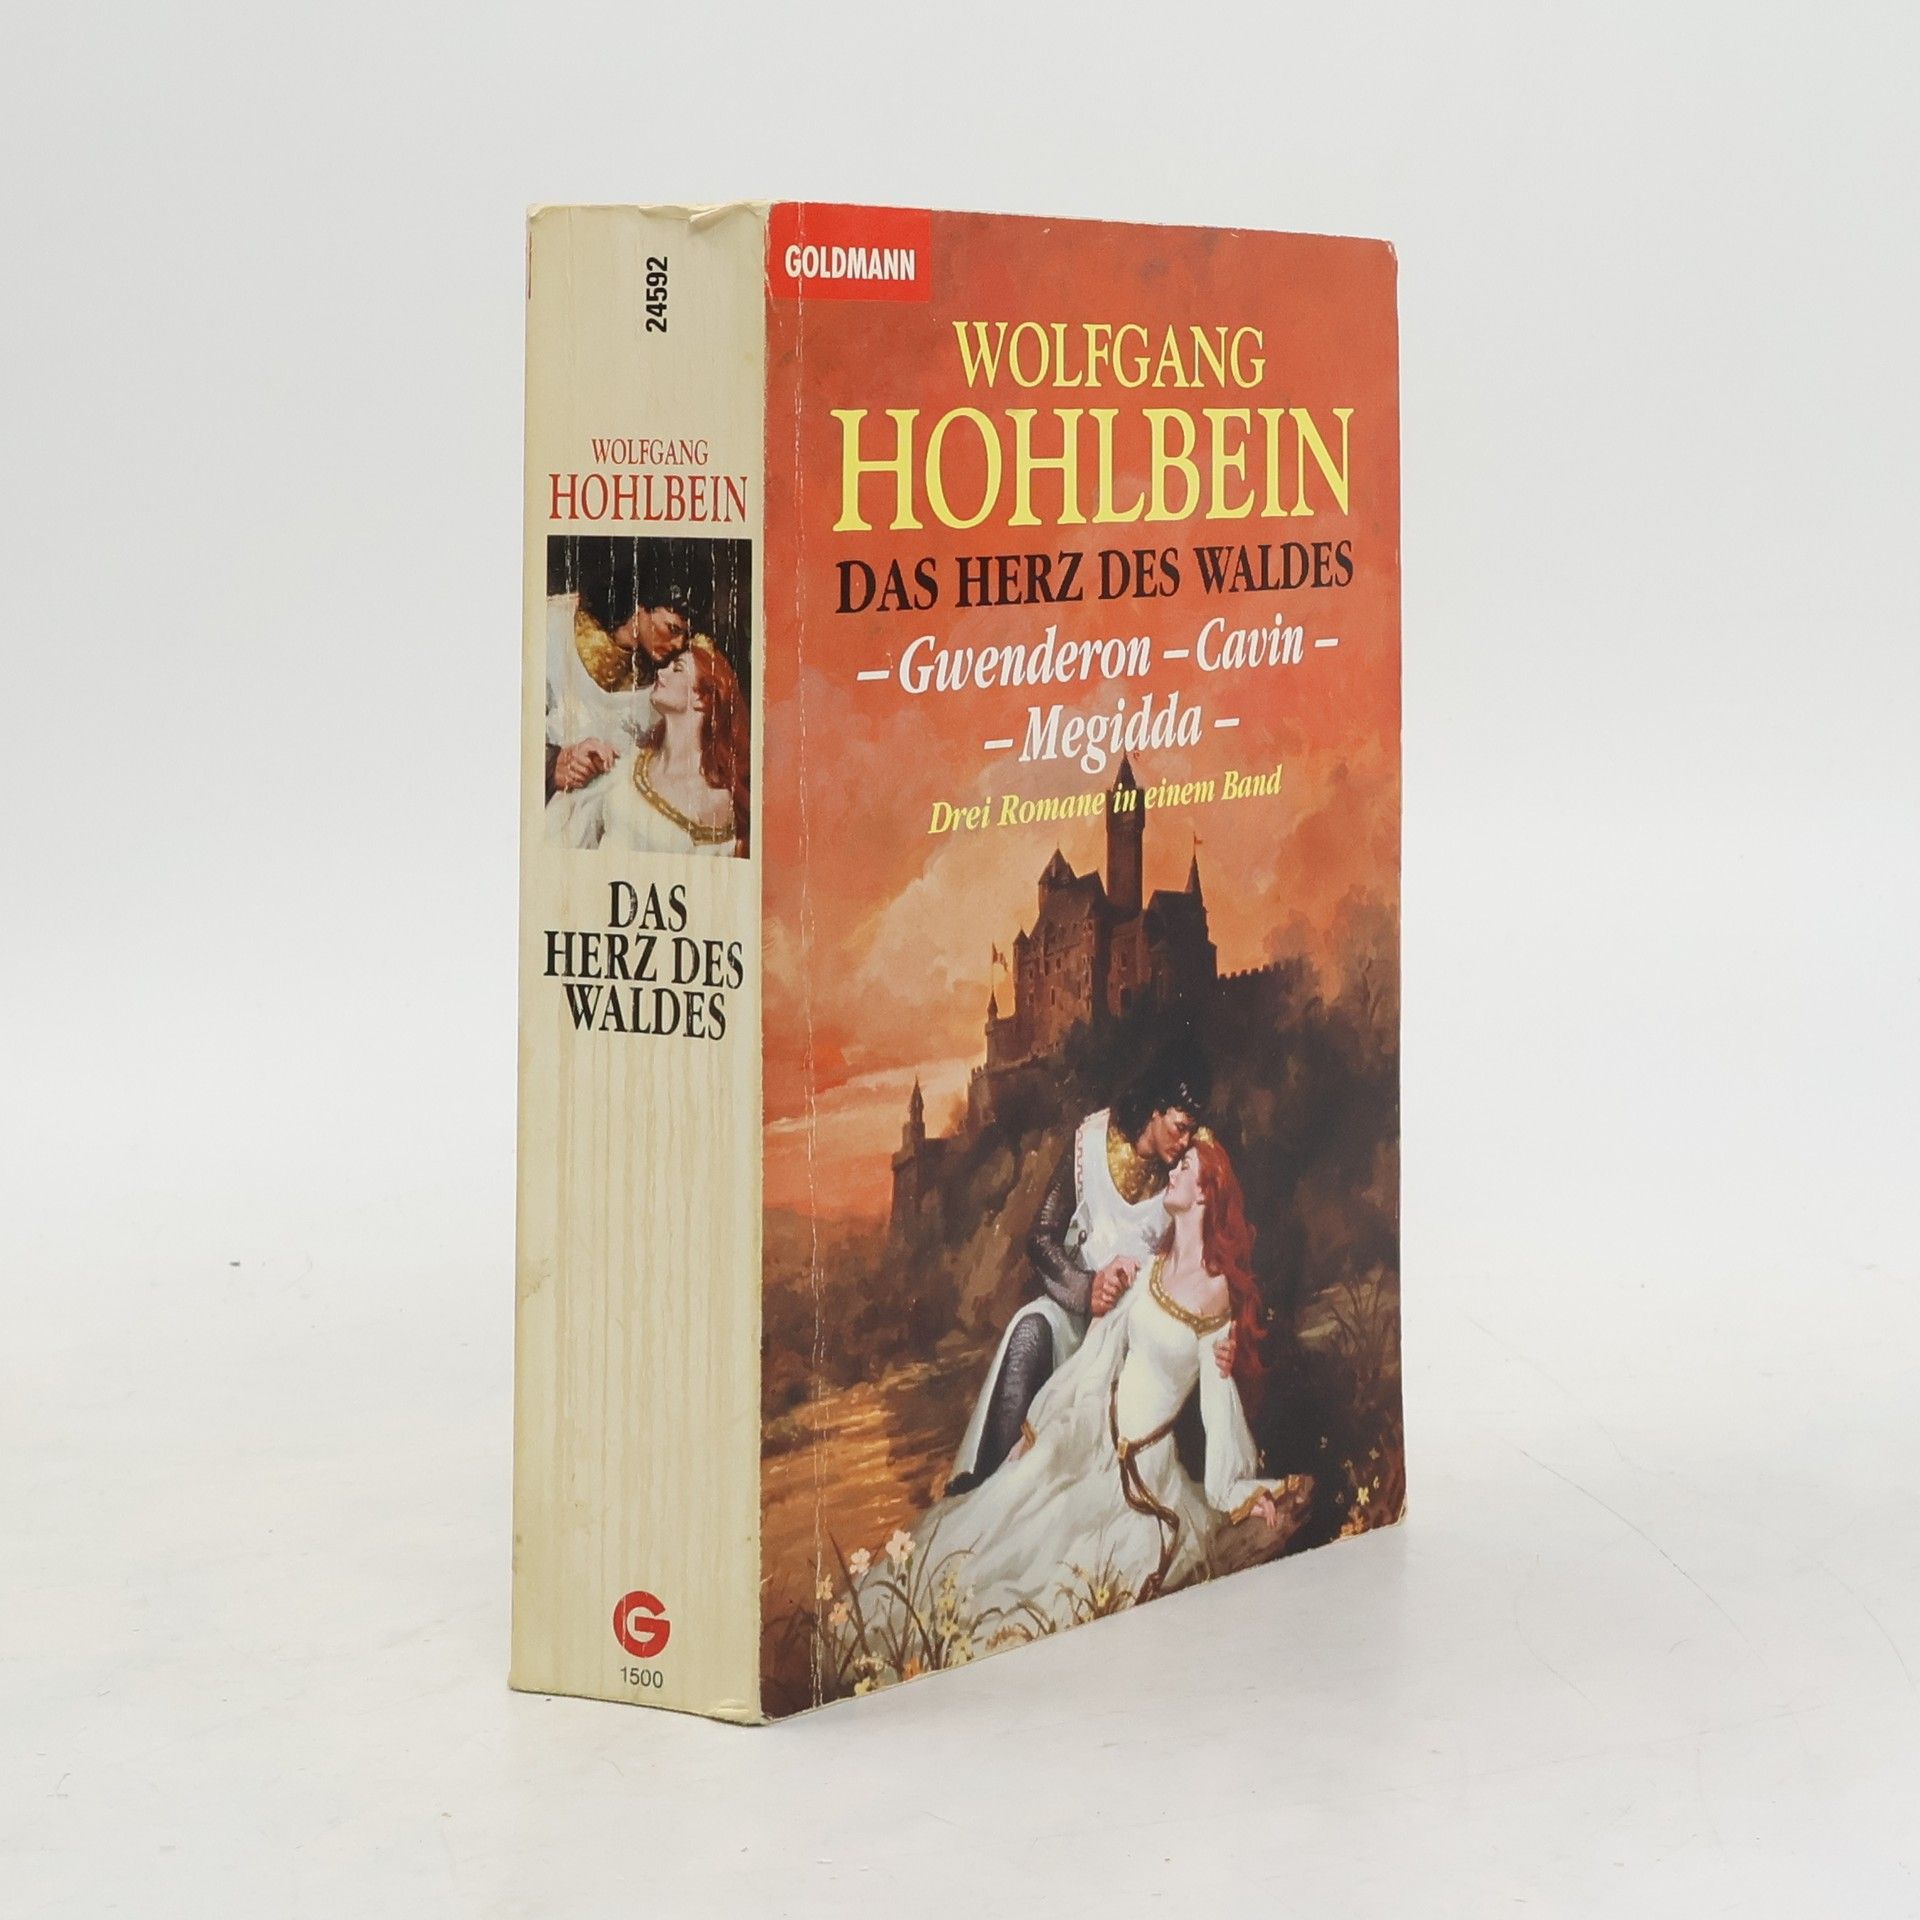 24592
WOLFGANG
HOHLBEIN
DAS
HERZ DES
WALDES
G
1500
GOLDMANN
WOLFGANG
HOHLBEIN
DAS HERZ DES WALDES
– Gwenderon – Cavin –
– Megidda –
Drei Romane in einem Band